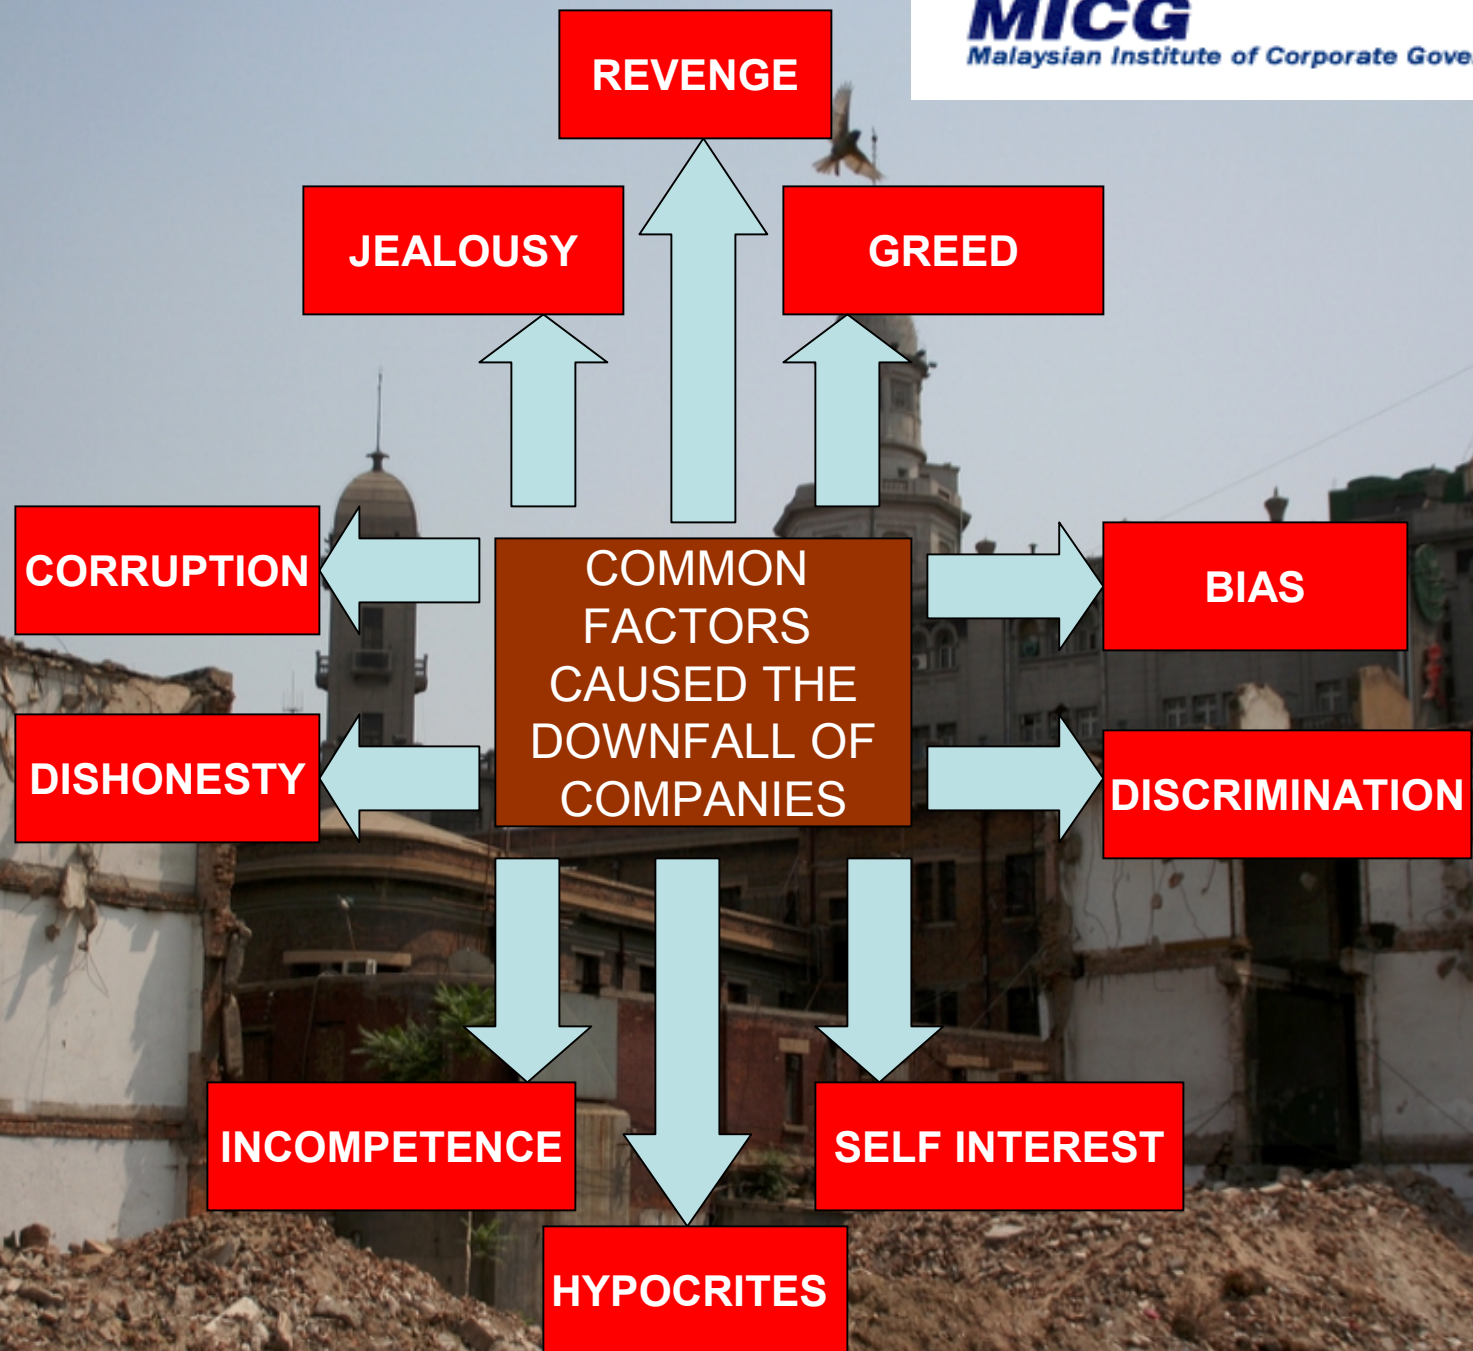 MICG
Malaysian Institute of Corporate
REVENGE
JEALOUSY
GREED
CORRUPTION
COMMON
FACTORS
CAUSED THE
DOWNFALL OF
COMPANIES
BIAS
DISHONESTY
DISCRIMINATION
INCOMPETENCE
SELF INTEREST
HYPOCRITES